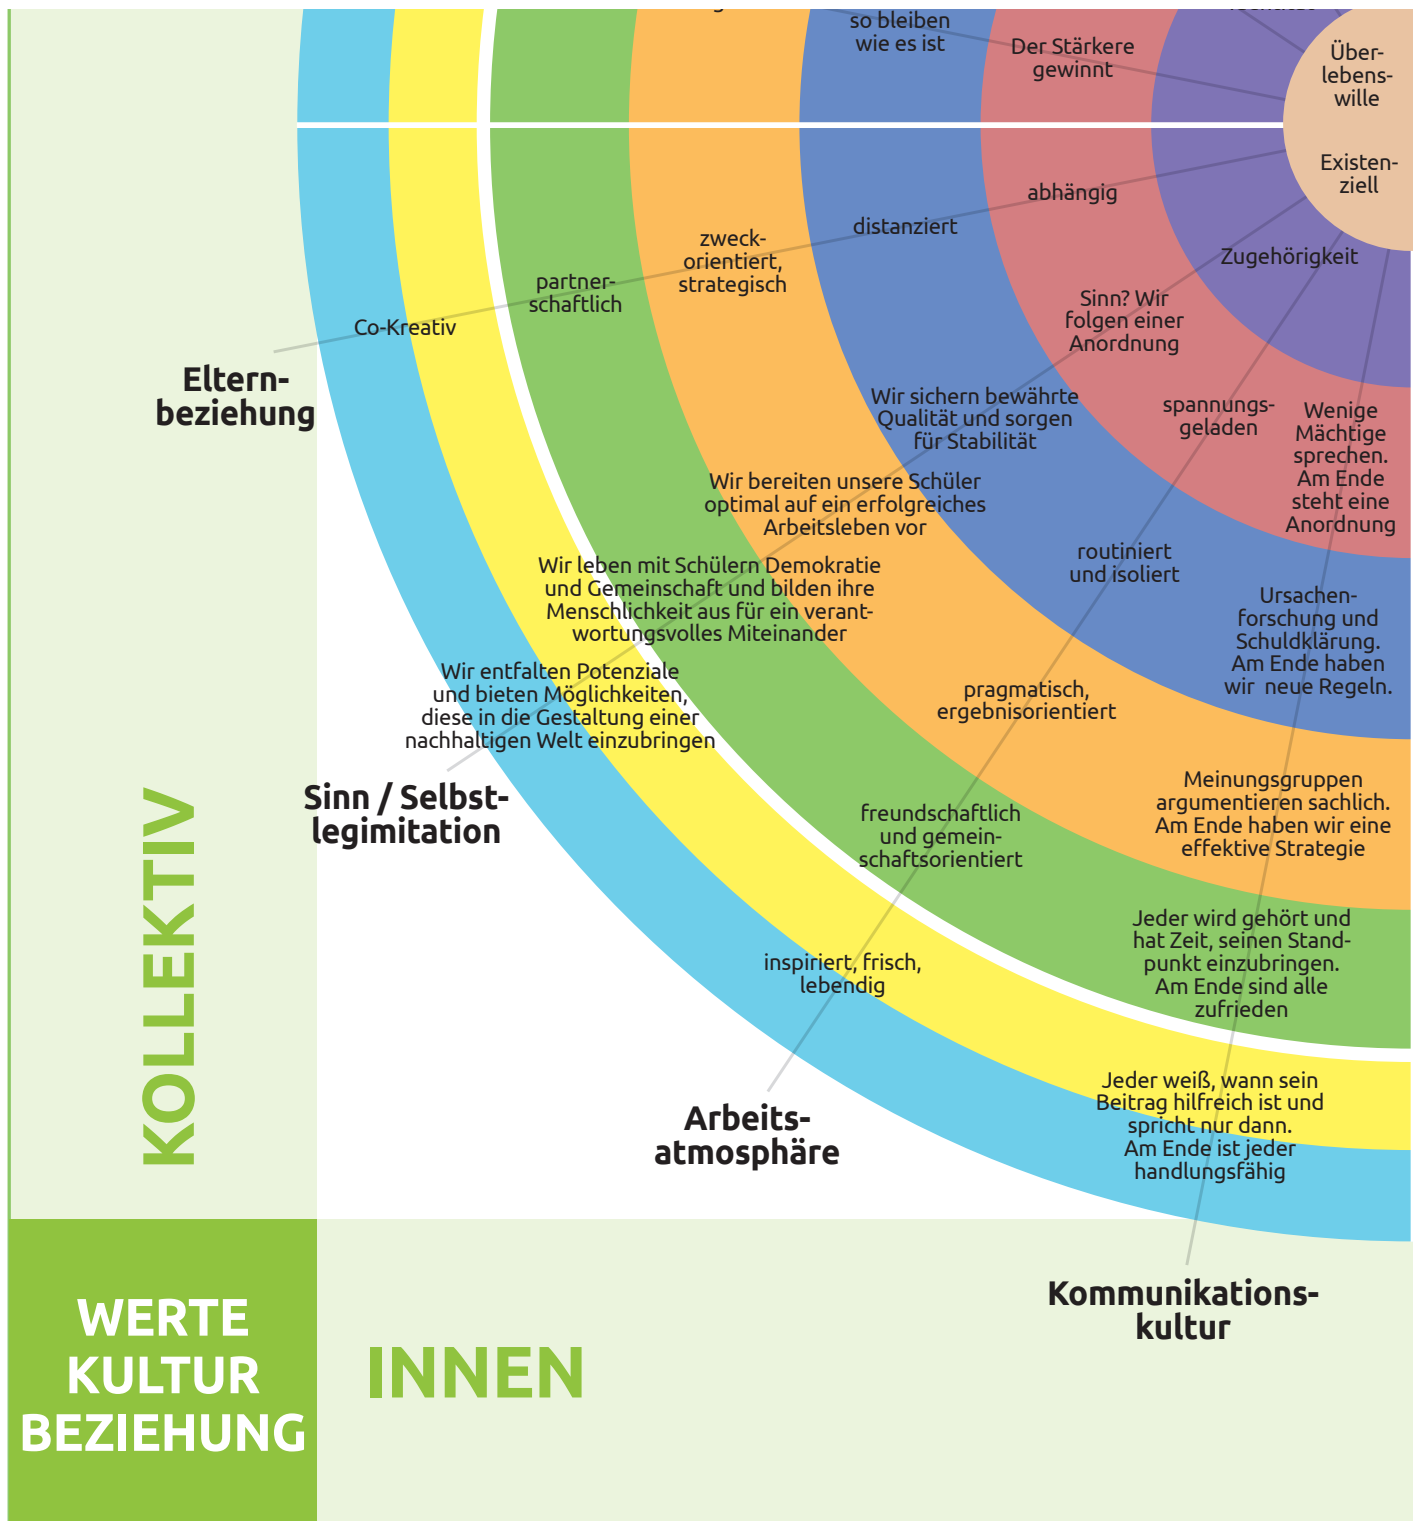 so bleiben
wie es ist
Der Stärkere
gewinnt
Über-
lebens-
wille
Existen-
ziell
Zugehörigkeit
abhängig
distanziert
zweck-
orientiert,
strategisch
partner-
schaftlich
Co-Kreativ
Eltern-
beziehung
Sinn? Wir
folgen einer
Anordnung
Wir sichern bewährte
Qualität und sorgen
für Stabilität
Wir bereiten unsere Schüler
optimal auf ein erfolgreiches
Arbeitsleben vor
Wir leben mit Schülern Demokratie
und Gemeinschaft und bilden ihre
Menschlichkeit aus für ein verant-
wortungsvolles Miteinander
Wir entfalten Potenziale
und bieten Möglichkeiten,
diese in die Gestaltung einer
nachhaltigen Welt einzubringen
Sinn / Selbst-
legimitation
spannungs-
geladen
routiniert
und isoliert
pragmatisch,
ergebnisorientiert
freundschaftlich
und gemein-
schaftsorientiert
inspiriert, frisch,
lebendig
Arbeits-
atmosphäre
Wenige
Mächtige
sprechen.
Am Ende
steht eine
Anordnung
Ursachen-
forschung und
Schuldklärung.
Am Ende haben
wir neue Regeln.
Meinungsgruppen
argumentieren sachlich.
Am Ende haben wir eine
effektive Strategie
Jeder wird gehört und
hat Zeit, seinen Stand-
punkt einzubringen.
Am Ende sind alle
zufrieden
Jeder weiß, wann sein
Beitrag hilfreich ist und
spricht nur dann.
Am Ende ist jeder
handlungsfähig
Kommunikations-
kultur
KOLLEKTIV
WERTE
KULTUR
BEZIEHUNG
INNEN